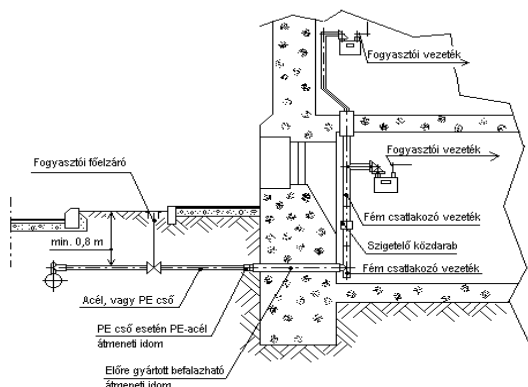 Fogyasztói vezeték
Fogyasztói főelzáró
Fogyasztói vezeték
min. 0,8 m
Fém csatlakozó vezeték
Szigetelő közdarab
Fém csatlakozó vezeték
Acél, vagy PE cső
PE cső esetén PE-acél
átmeneti idom
Előre gyártott befalazható
átmeneti idom